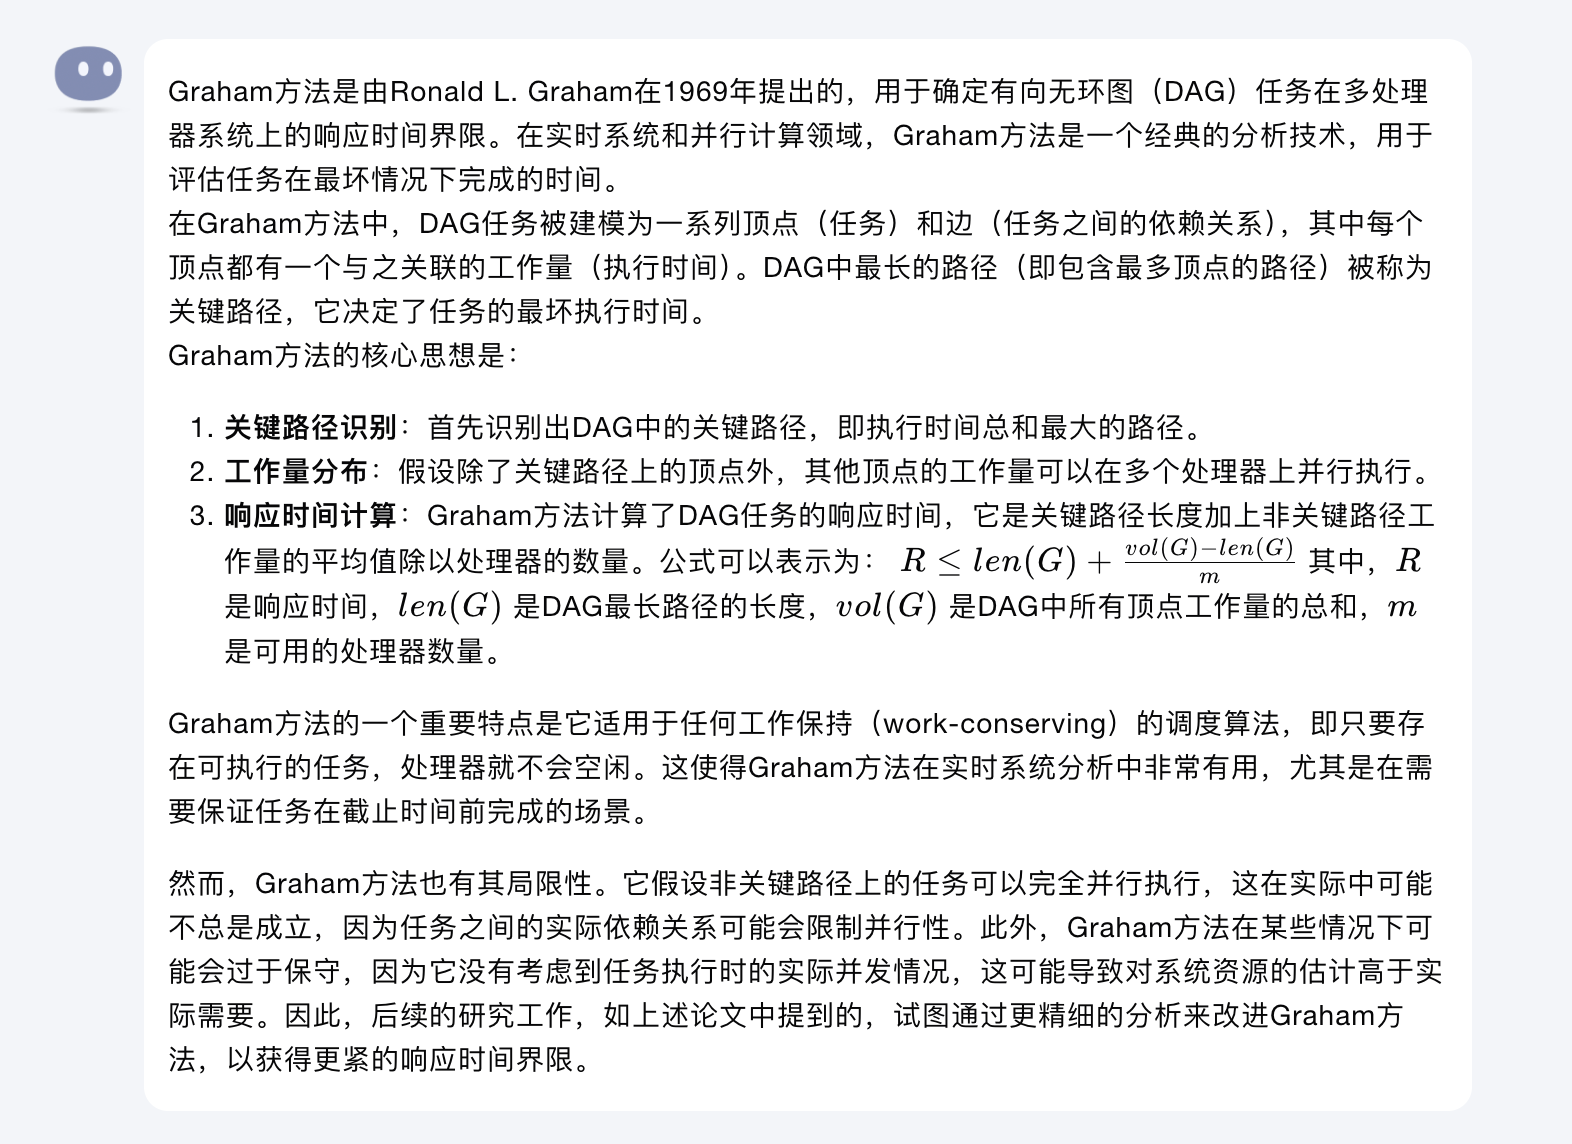 Graham方法是由Ronald L. Graham在1969年提出的，用于确定有向无环图（DAG）任务在多处理
器系统上的响应时间界限。在实时系统和并行计算领域，Graham方法是一个经典的分析技术，用于
评估任务在最坏情况下完成的时间。
在Graham方法中，DAG任务被建模为一系列顶点（任务）和边（任务之间的依赖关系），其中每个
顶点都有一个与之关联的工作量（执行时间）。DAG中最长的路径（即包含最多顶点的路径）被称为
关键路径，它决定了任务的最坏执行时间。
Graham方法的核心思想是：
1. 关键路径识别：首先识别出DAG中的关键路径，即执行时间总和最大的路径。
2. 工作量分布：假设除了关键路径上的顶点外，其他顶点的工作量可以在多个处理器上并行执行。
3. 响应时间计算：Graham方法计算了DAG任务的响应时间，它是关键路径长度加上非关键路径工
作量的平均值除以处理器的数量。公式可以表示为： $R \leq len(G) + \frac{vol(G)-len(G)}{m}$ 其中，$R$
是响应时间，$len(G)$ 是DAG最长路径的长度，$vol(G)$ 是DAG中所有顶点工作量的总和，$m$
是可用的处理器数量。
Graham方法的一个重要特点是它适用于任何工作保持（work-conserving）的调度算法，即只要存
在可执行的任务，处理器就不会空闲。这使得Graham方法在实时系统分析中非常有用，尤其是在需
要保证任务在截止时间前完成的场景。
然而，Graham方法也有其局限性。它假设非关键路径上的任务可以完全并行执行，这在实际中可能
不总是成立，因为任务之间的实际依赖关系可能会限制并行性。此外，Graham方法在某些情况下可
能会过于保守，因为它没有考虑到任务执行时的实际并发情况，这可能导致对系统资源的估计高于实
际需要。因此，后续的研究工作，如上述论文中提到的，试图通过更精细的分析来改进Graham方
法，以获得更紧的响应时间界限。